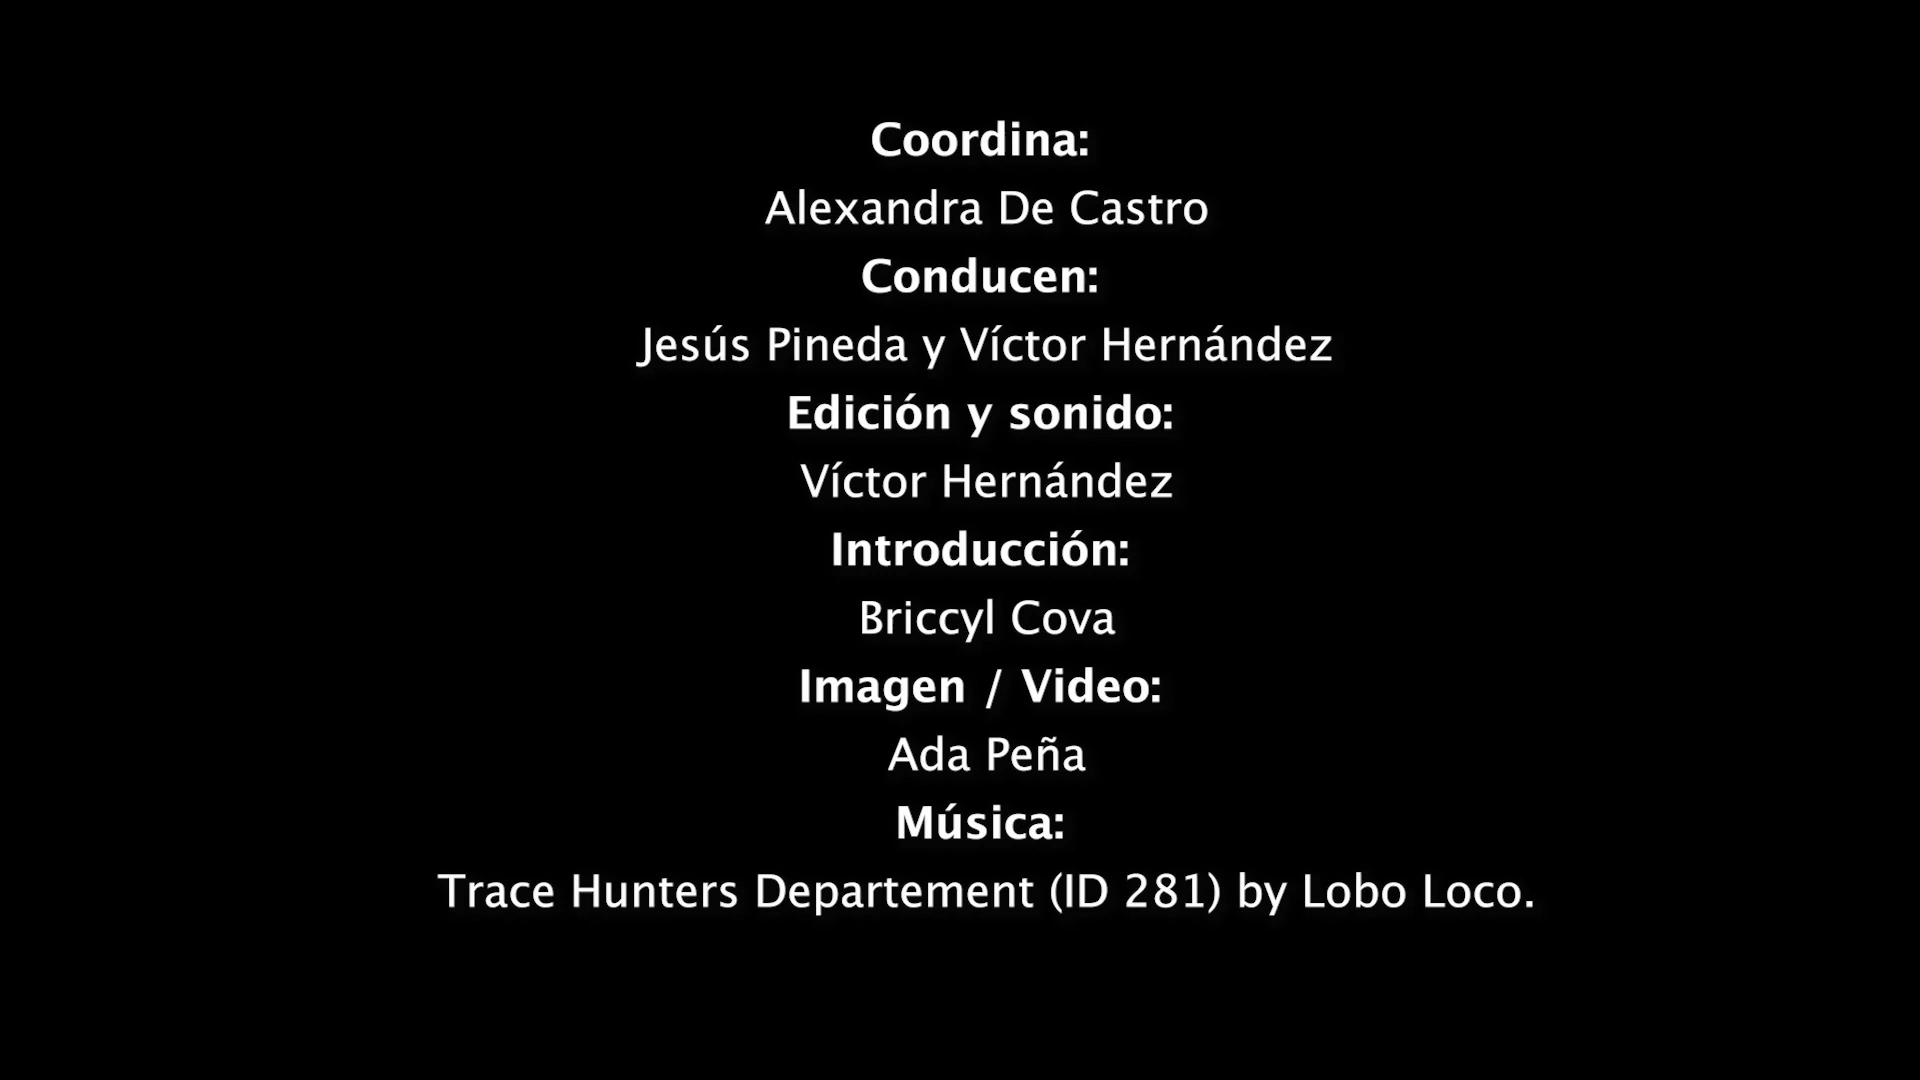 Coordina:
Alexandra De Castro
Conducen:
Jesús Pineda y Víctor Hernández
Edición y sonido:
Víctor Hernández
Introducción:
Briccyl Cova
Imagen / Video:
Ada Peña
Música:
Trace Hunters Departement (ID 281) by Lobo Loco.